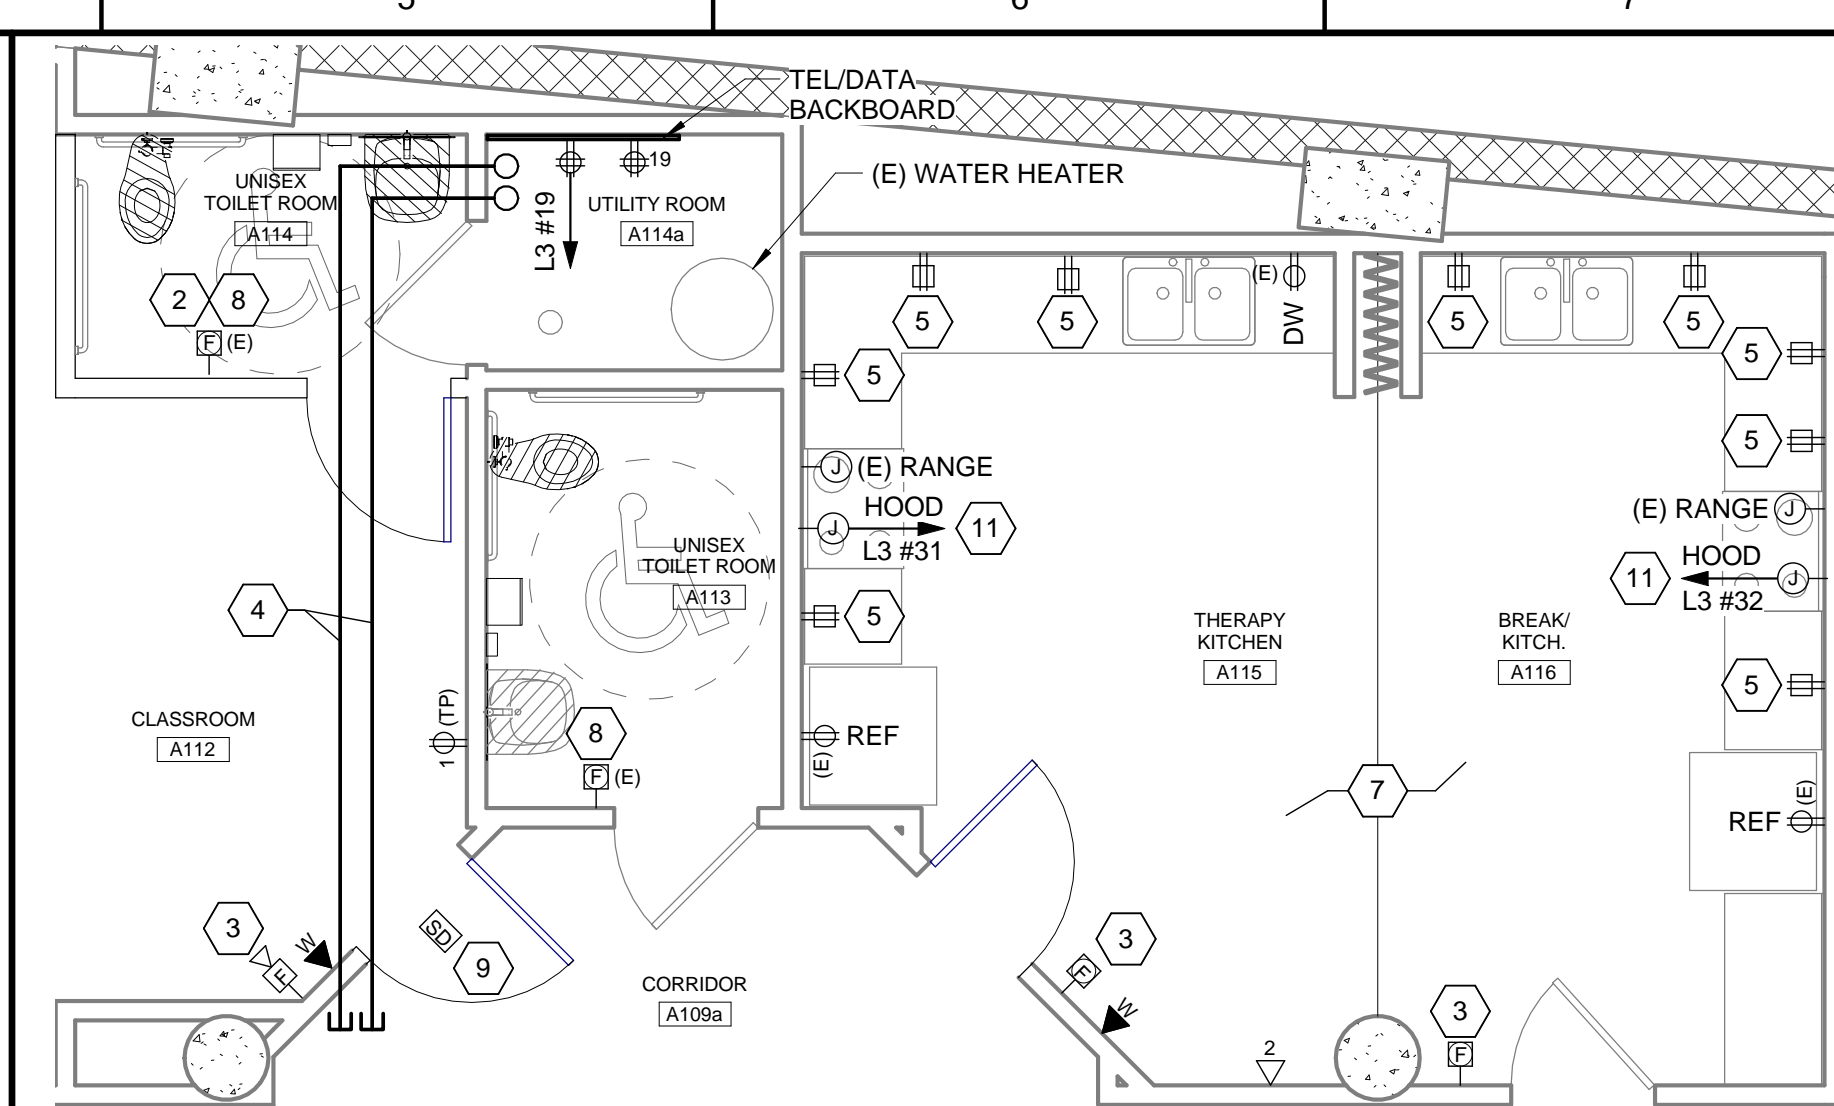 5
6
7
TEL/DATA
BACKBOARD
(E) WATER HEATER
UNISEX
TOILET ROOM
A114
2
8
F
(E)
19
L3 #19
UTILITY ROOM
A114a
5
5
(E)
DW
5
5
5
5
5
J
(E) RANGE
HOOD
J
L3 #31
11
5
(E) RANGE
J
HOOD
11
J
L3 #32
UNISEX
TOILET ROOM
A113
4
THERAPY
KITCHEN
A115
BREAK/
KITCH.
A116
5
CLASSROOM
A112
1 (TP)
8
F
(E)
REF
(E)
7
REF
(E)
3
W
F
SD
9
CORRIDOR
A109a
3
F
W
2
3
F